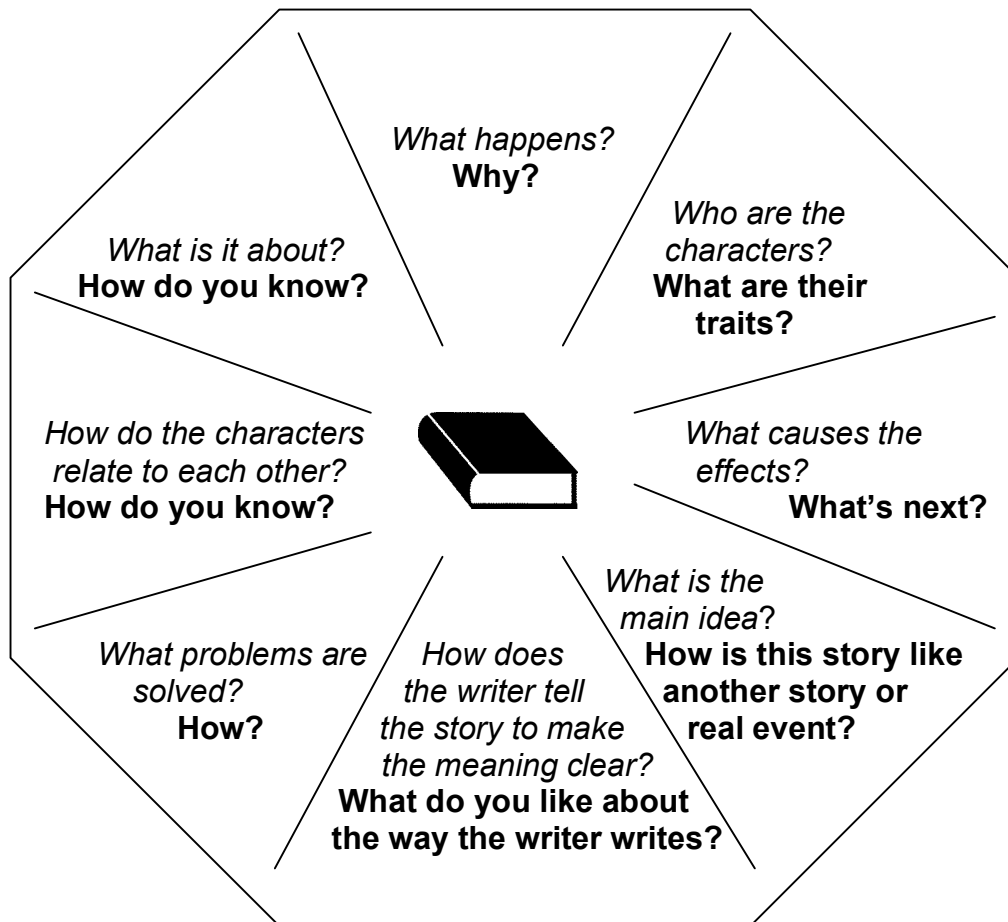 What happens?
Why?
Who are the
characters?
What are their
traits?
What is it about?
How do you know?
How do the characters
relate to each other?
How do you know?
What causes the
effects?
What's next?
What is the
main idea?
How is this story like
another story or
real event?
What problems are
solved?
How?
How does
the writer tell
the story to make
the meaning clear?
What do you like about
the way the writer writes?